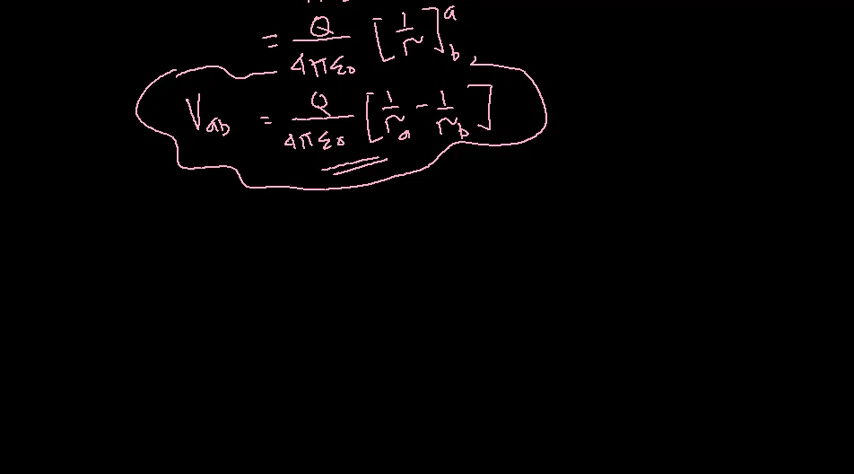 = Q/4πε₀ [1/r]ᵃ_b
V_ab = Q/4πε₀ [1/r_a - 1/r_b]